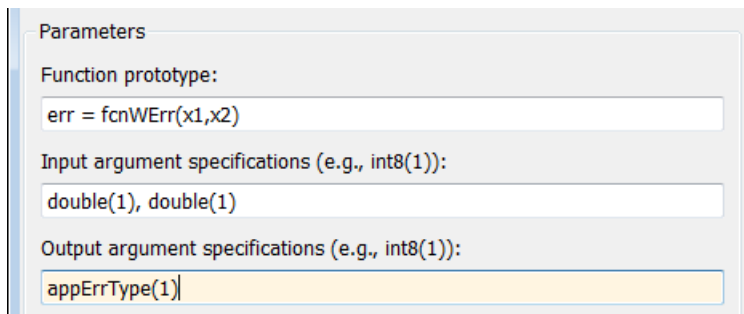 Parameters
Function prototype:
err = fcnWErr(x1,x2)
Input argument specifications (e.g., int8(1)):
double(1), double(1)
Output argument specifications (e.g., int8(1)):
appErrType(1)